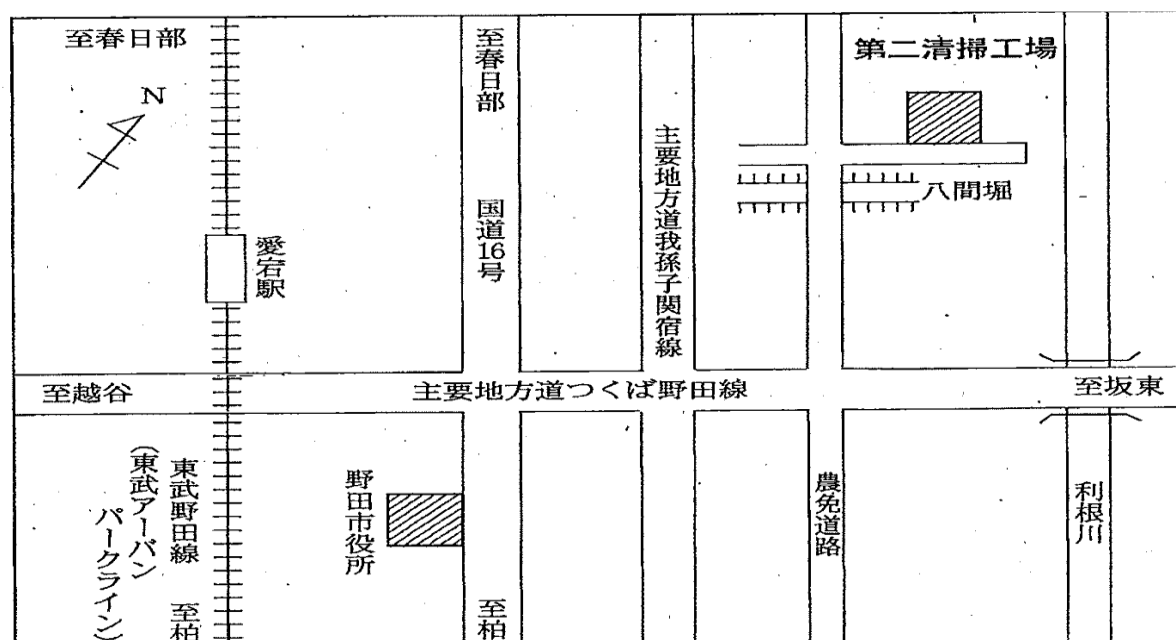 至春日部
N
至春日部
国道16号
主要地方道我孫子関宿線
第二清掃工場
八間堀
愛宕駅
至越谷
主要地方道つくば野田線
至坂東
東武野田線
(東武アーバン
パークライン)
至柏
野田市役所
至柏
農免道路
利根川